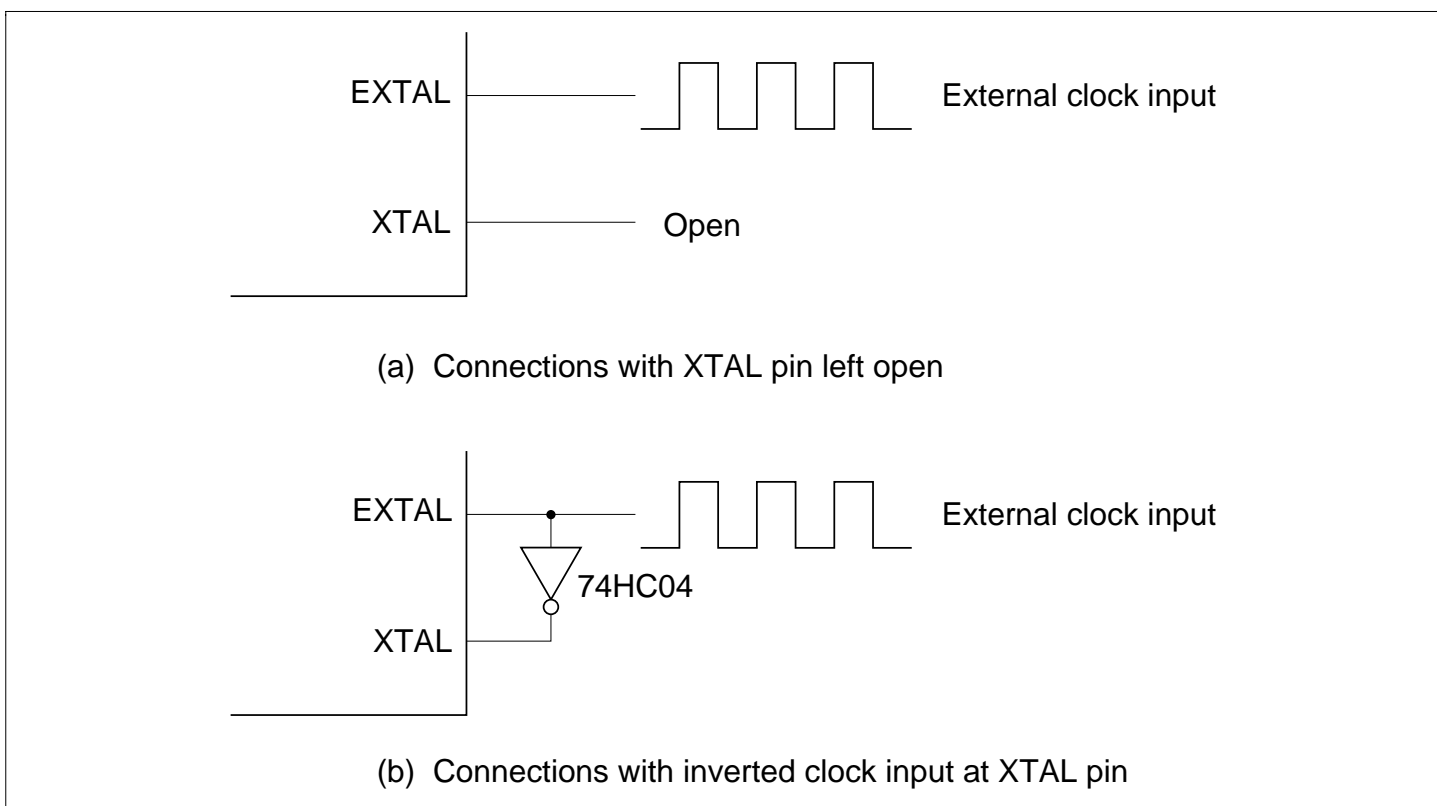 EXTAL
External clock input
XTAL
Open
(a) Connections with XTAL pin left open
EXTAL
External clock input
74HC04
XTAL
(b) Connections with inverted clock input at XTAL pin